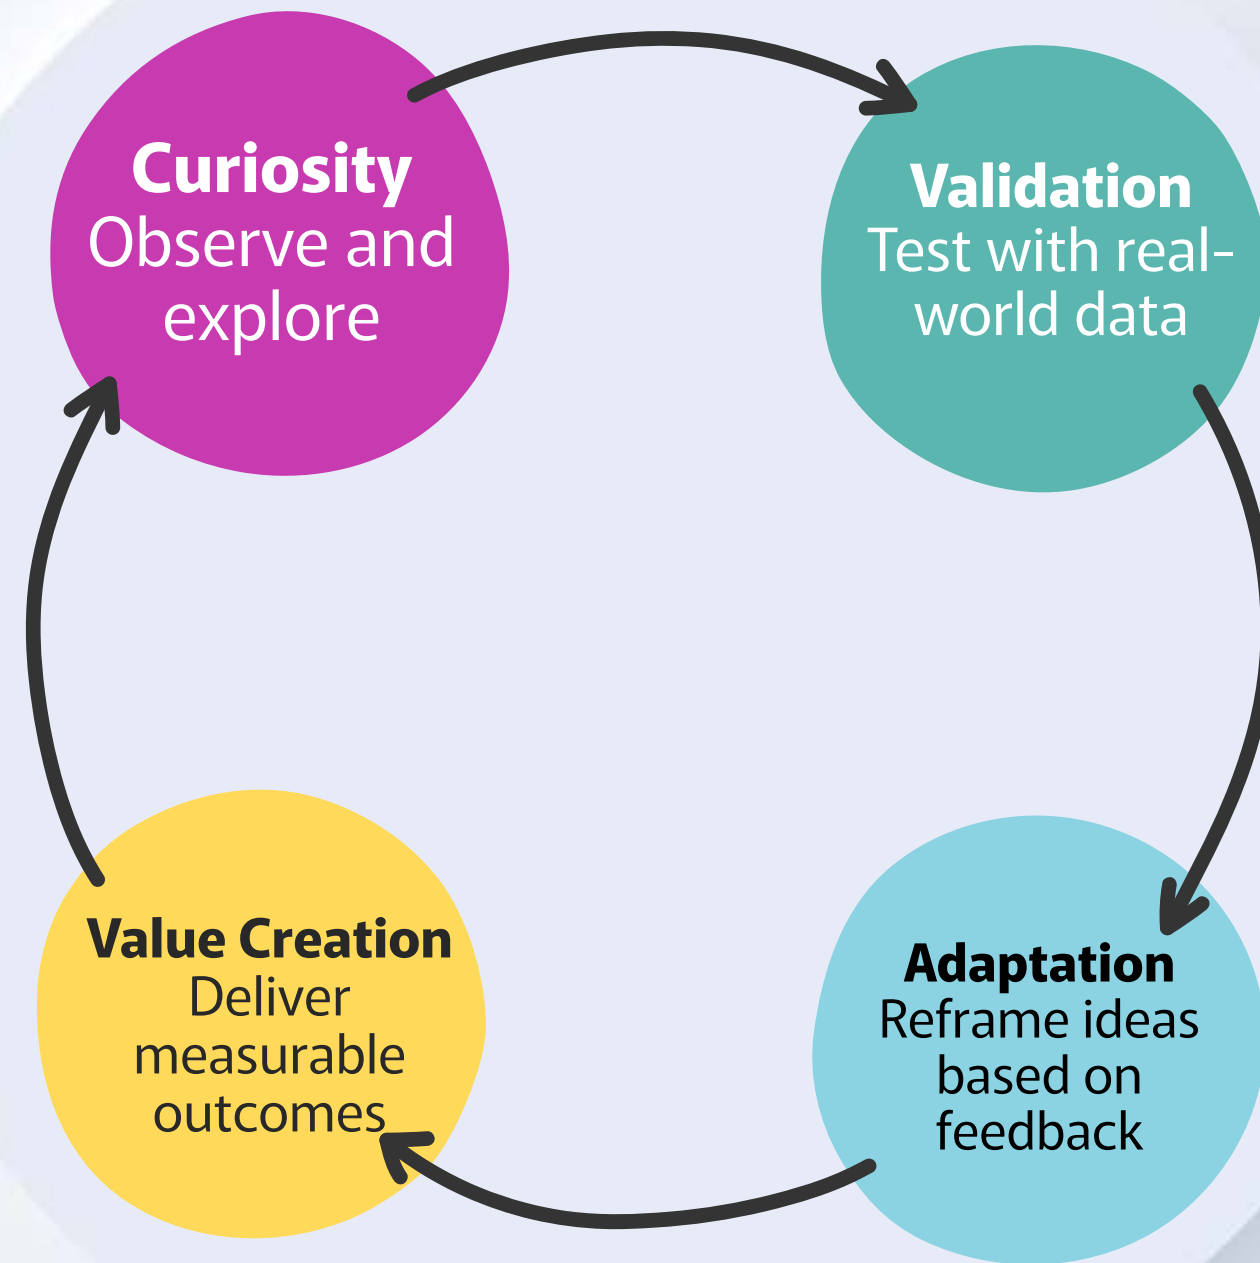 Curiosity
Observe and
explore
Validation
Test with real-
world data
Adaptation
Reframe ideas
based on
feedback
Value Creation
Deliver
measurable
outcomes